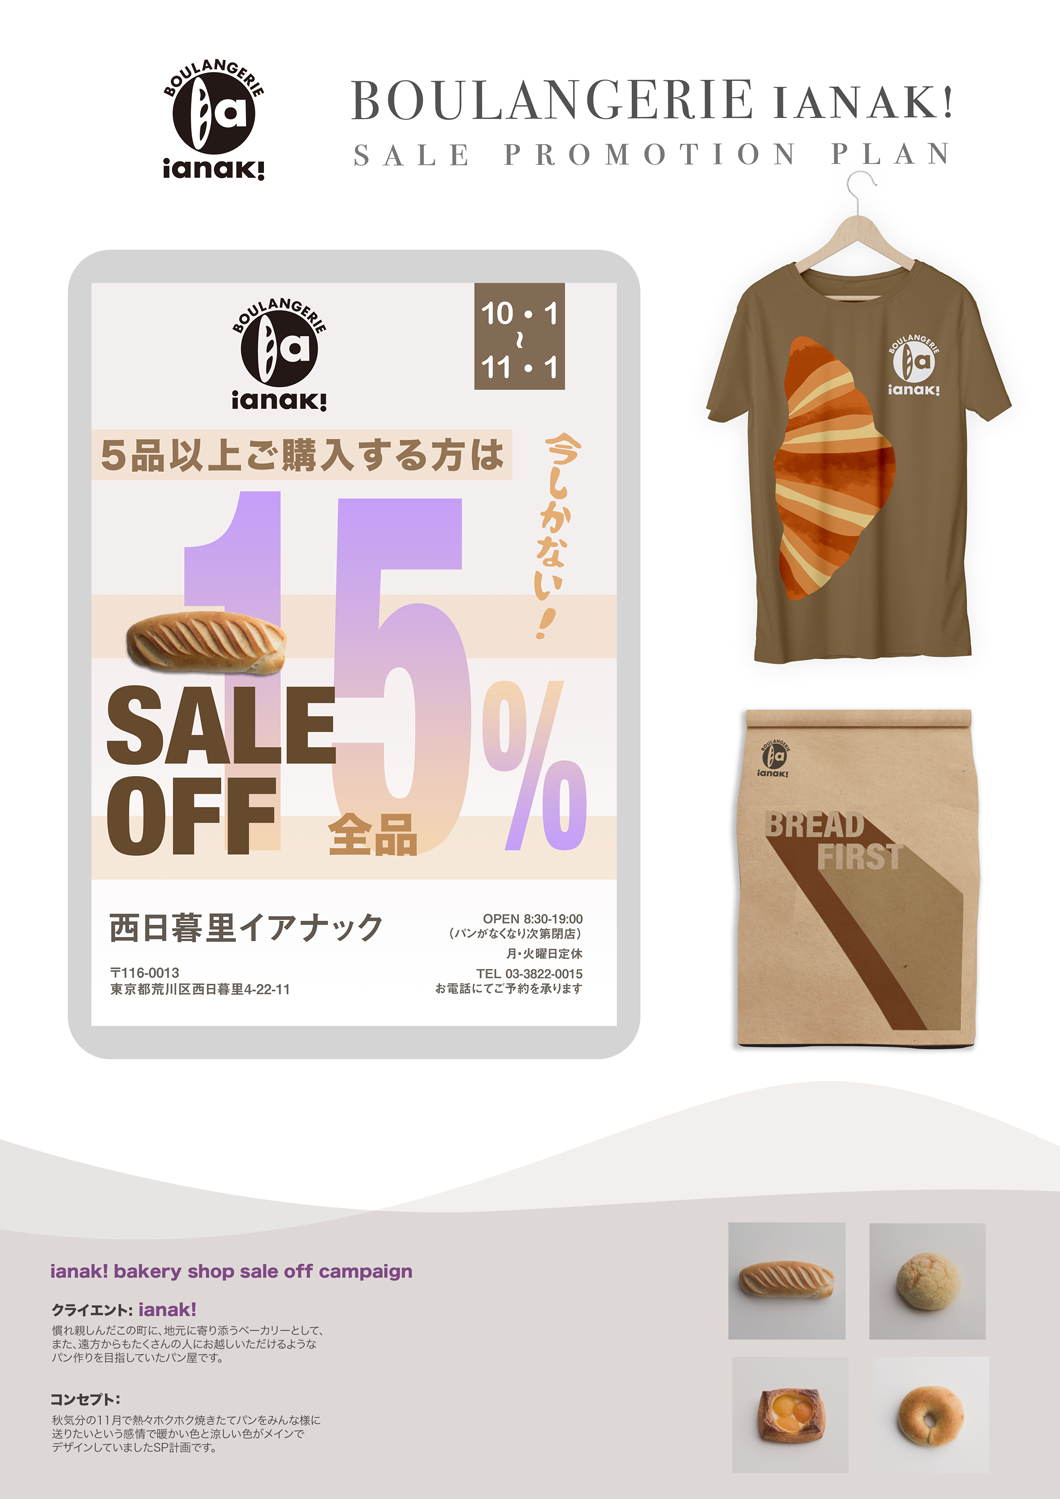 BOULANGERIE
a
ianak!
BOULANGERIE IANAK!
SALE PROMOTION PLAN
BOULANGERIE
a
ianak!
10・1
~
11・1
5品以上ご購入する方は
今しかない！
15%
SALE
OFF
全品
西日暮里イアナック
〒116-0013
東京都荒川区西日暮里4-22-11
OPEN 8:30-19:00
（パンがなくなり次第閉店）
月・火曜日定休
TEL 03-3822-0015
お電話にてご予約を承ります
BOULANGERIE
a
ianak!
BOULANGERIE
a
ianak!
BREAD
FIRST
ianak! bakery shop sale off campaign
クライエント: ianak!
慣れ親しんだこの町に、地元に寄り添うベーカリーとして、
また、遠方からもたくさんの人にお越しいただけるような
パン作りを目指していたパン屋です。
コンセプト:
秋気分の11月で熱々ホクホク焼きたてパンをみんな様に
送りたいという感情で暖かい色と涼しい色がメインで
デザインしていましたSP計画です。